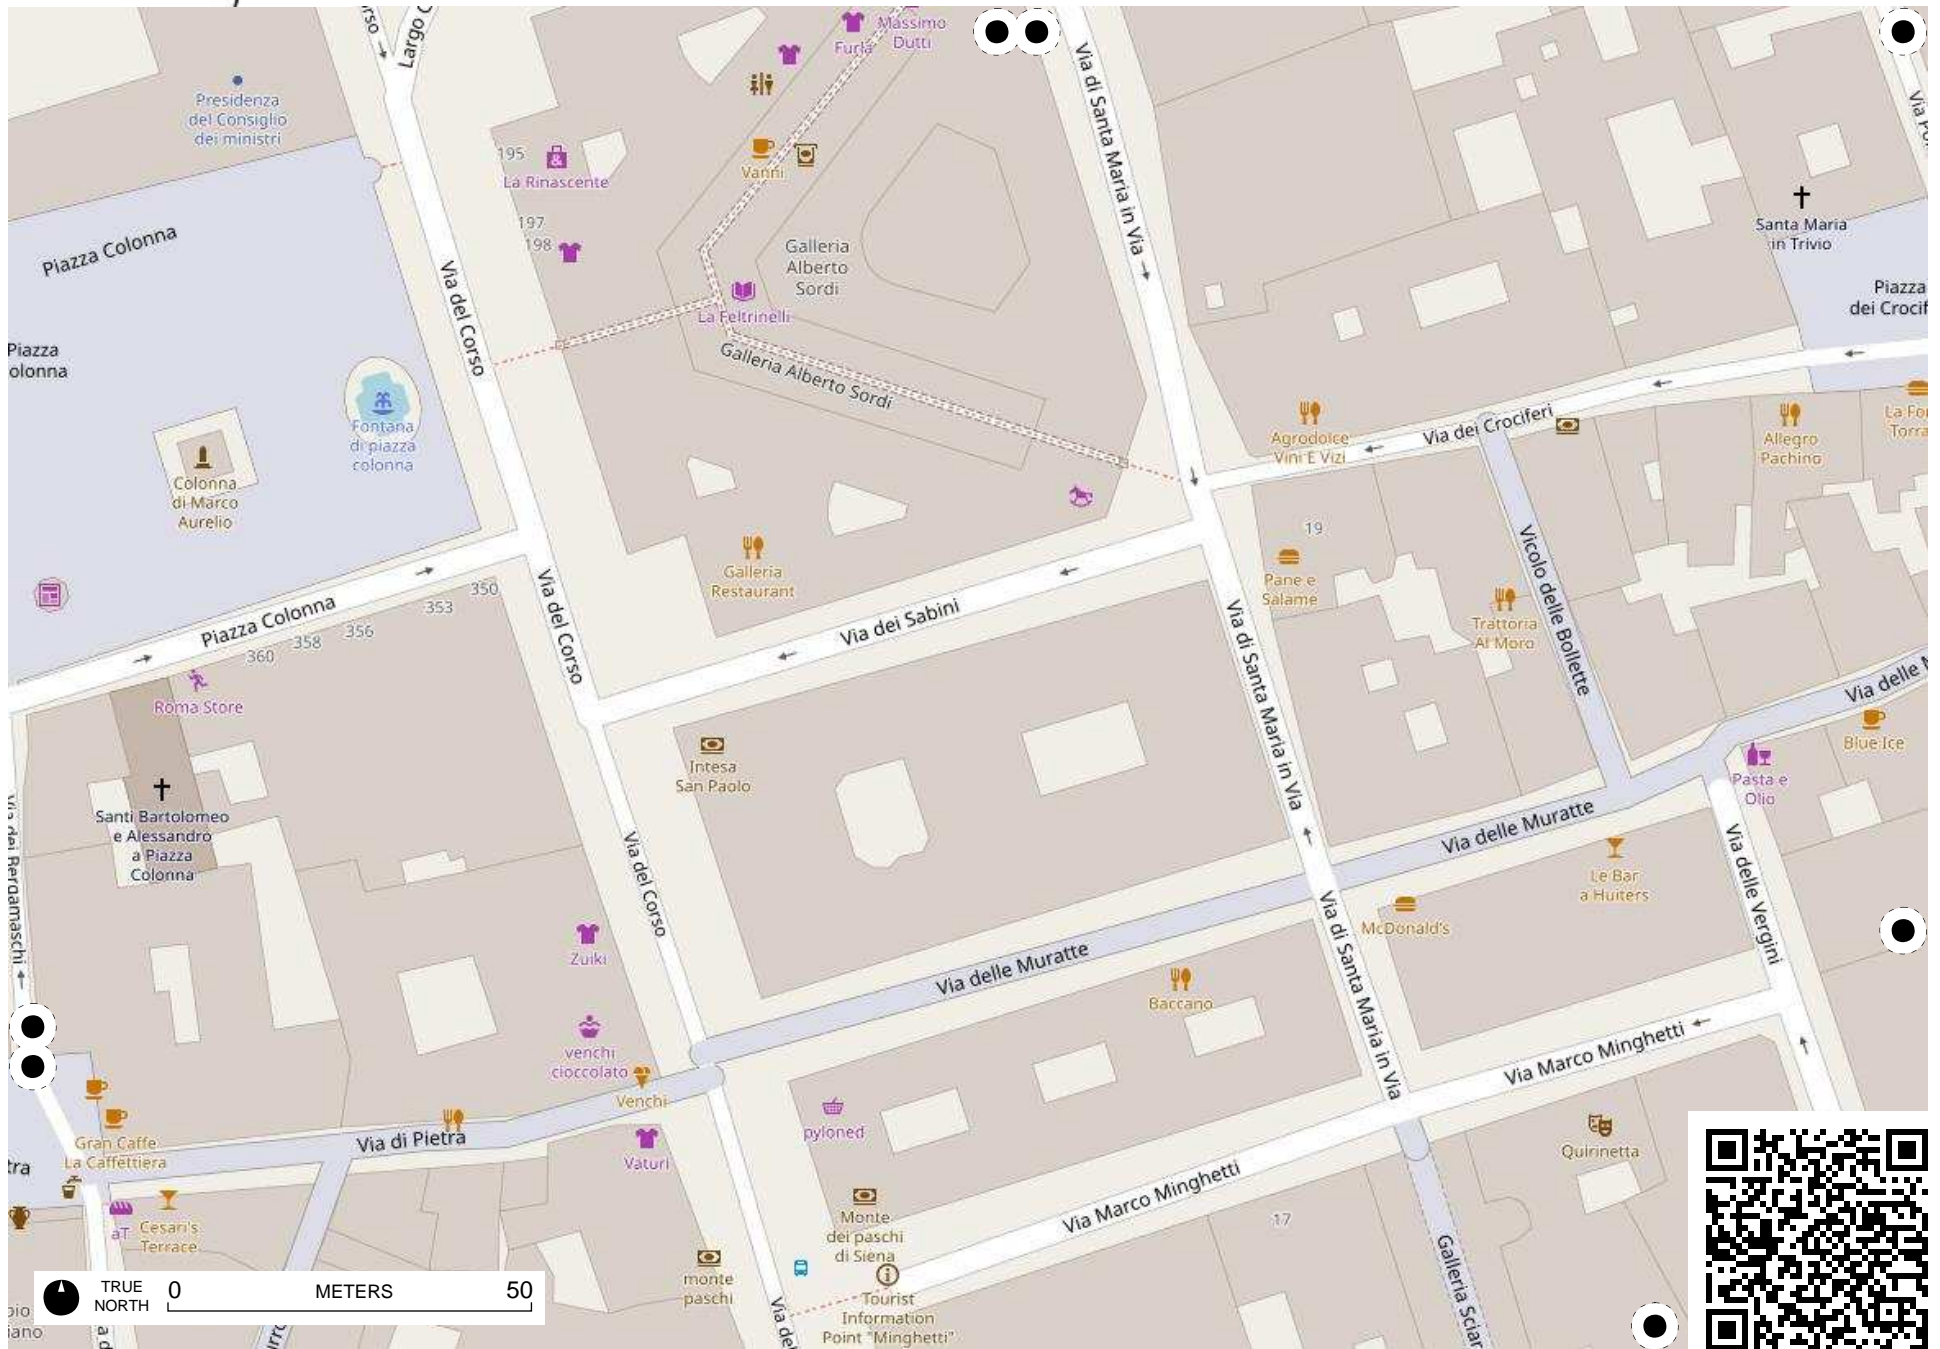 Massimo
Dutti
Furla
Via di Santa Maria in Via
Presidenza
del Consiglio
dei ministri
195
La Rinascente
Vanni
197
198
Galleria
Alberto
Sordi
Santa Maria
in Trivio
Piazza Colonna
Via del Corso
La Feltrinelli
Galleria Alberto Sordi
Piazza
Fontana
di piazza
colonna
Colonna
di Marco
Aurelio
Agrodolce
Vini E Vizi
Via dei Crociferi
Allegro
Pachino
19
Galleria
Restaurant
Pane e
Salame
Trattoria
Al Moro
Vicolo delle Bollette
350
353
356
358
360
Piazza Colonna
Via del Corso
Via dei Sabini
Via di Santa Maria in Via
Roma Store
Via delle
Blue Ice
Pasta e
Olio
Intesa
San Paolo
Santi Bartolomeo
e Alessandro
a Piazza
Colonna
Via dei Bergamaschi
Via del Corso
Via delle Muratte
Le Bar
a Huiters
Via delle Vergini
McDonald's
Zuiki
Via delle Muratte
Baccano
Via di Santa Maria in Via
venchi
cioccolato
Venchi
Via Marco Minghetti
pyloned
Quirinetta
Gran Caffe
La Caffettiera
Via di Pietra
Vaturi
aT
Cesari's
Terrace
Via Marco Minghetti
17
Monte
dei paschi
di Siena
monte
paschi
Tourist
Information
Point "Minghetti"
TRUE
NORTH
0
METERS
50